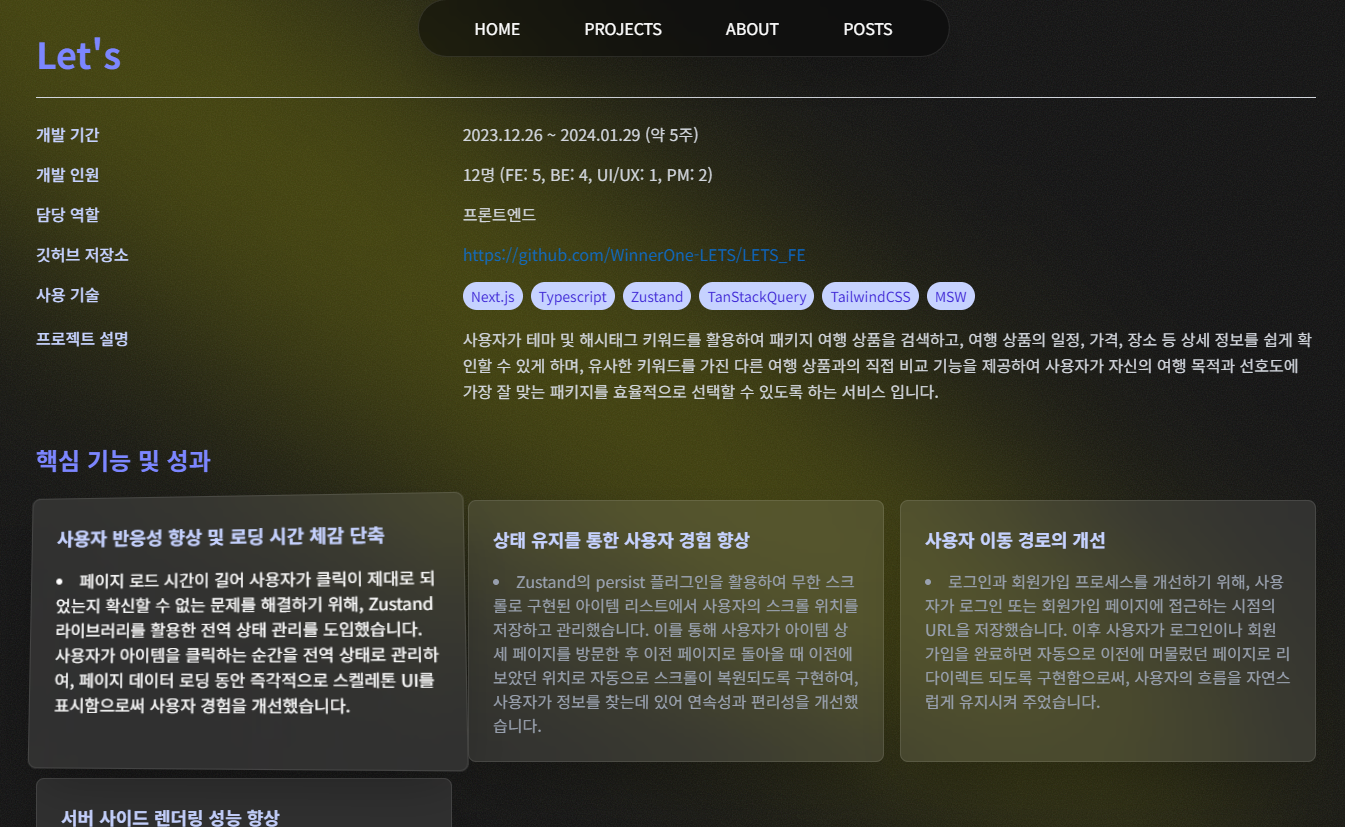 HOME PROJECTS ABOUT POSTS
Let's
개발 기간 2023.12.26 ~ 2024.01.29 (약 5주)
개발 인원 12명 (FE: 5, BE: 4, UI/UX: 1, PM: 2)
담당 역할 프론트엔드
깃허브 저장소 https://github.com/WinnerOne-LETS/LETS_FE
사용 기술 Next.js Typescript Zustand TanStackQuery TailwindCSS MSW
프로젝트 설명 사용자가 테마 및 해시태그 키워드를 활용하여 패키지 여행 상품을 검색하고, 여행 상품의 일정, 가격, 장소 등 상세 정보를 쉽게 확
인할 수 있게 하며, 유사한 키워드를 가진 다른 여행 상품과의 직접 비교 기능을 제공하여 사용자가 자신의 여행 목적과 선호도에
가장 잘 맞는 패키지를 효율적으로 선택할 수 있도록 하는 서비스 입니다.
핵심 기능 및 성과
사용자 반응성 향상 및 로딩 시간 체감 단축
• 페이지 로드 시간이 길어 사용자가 클릭이 제대로 되
었는지 확신할 수 없는 문제를 해결하기 위해, Zustand
라이브러리를 활용한 전역 상태 관리를 도입했습니다.
사용자가 아이템을 클릭하는 순간을 전역 상태로 관리하
여, 페이지 데이터 로딩 동안 즉각적으로 스켈레톤 UI를
표시함으로써 사용자 경험을 개선했습니다.
상태 유지를 통한 사용자 경험 향상
• Zustand의 persist 플러그인을 활용하여 무한 스크
롤로 구현된 아이템 리스트에서 사용자의 스크롤 위치를
저장하고 관리했습니다. 이를 통해 사용자가 아이템 상
세 페이지를 방문한 후 이전 페이지로 돌아올 때 이전에
보았던 위치로 자동으로 스크롤이 복원되도록 구현하여,
사용자가 정보를 찾는데 있어 연속성과 편리성을 개선했
습니다.
사용자 이동 경로의 개선
• 로그인과 회원가입 프로세스를 개선하기 위해, 사용
자가 로그인 또는 회원가입 페이지에 접근하는 시점의
URL을 저장했습니다. 이후 사용자가 로그인이나 회원
가입을 완료하면 자동으로 이전에 머물렀던 페이지로 리
다이렉트 되도록 구현함으로써, 사용자의 흐름을 자연스
럽게 유지시켜 주었습니다.
서버 사이드 렌더링 성능 향상